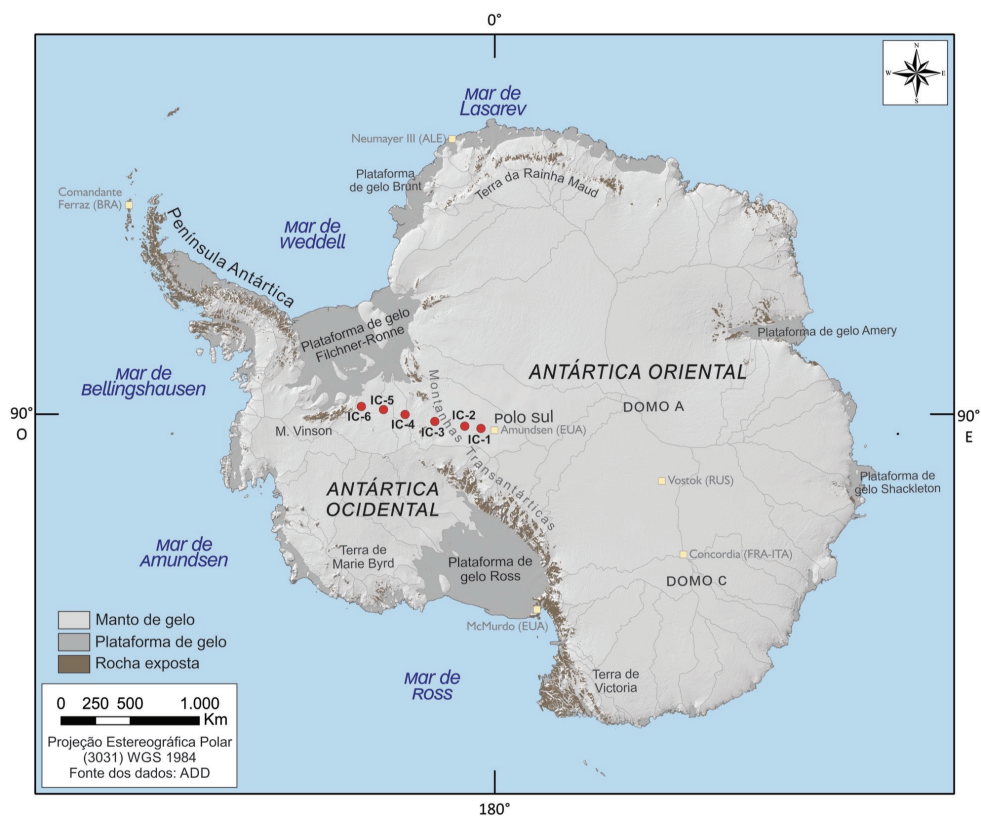 0°
N
W
E
S
Mar de
Lasarev
Neumayer III (ALE)
Plataforma
de gelo Brunt
Terra da Rainha Maud
Comandante
Ferraz (BRA)
Península Antártica
Mar de
Weddell
Plataforma de gelo
Filchner-Ronne
Plataforma de gelo Amery
Mar de
Bellingshausen
ANTÁRTICA ORIENTAL
Montanhas Transantárticas
90°
O
IC-6
IC-5
IC-4
IC-3
IC-2
IC-1
Polo Sul
Amundsen (EUA)
DOMO A
90°
E
M. Vinson
Vostok (RUS)
Plataforma de
gelo Shackleton
ANTÁRTICA
OCIDENTAL
Mar de
Amundsen
Terra de
Marie Byrd
Plataforma de
gelo Ross
Concordia (FRA-ITA)
DOMO C
McMurdo (EUA)
Manto de gelo
Plataforma de gelo
Rocha exposta
Mar de
Ross
Terra de
Victoria
0 250 500 1.000
Km
Projeção Estereográfica Polar
(3031) WGS 1984
Fonte dos dados: ADD
180°